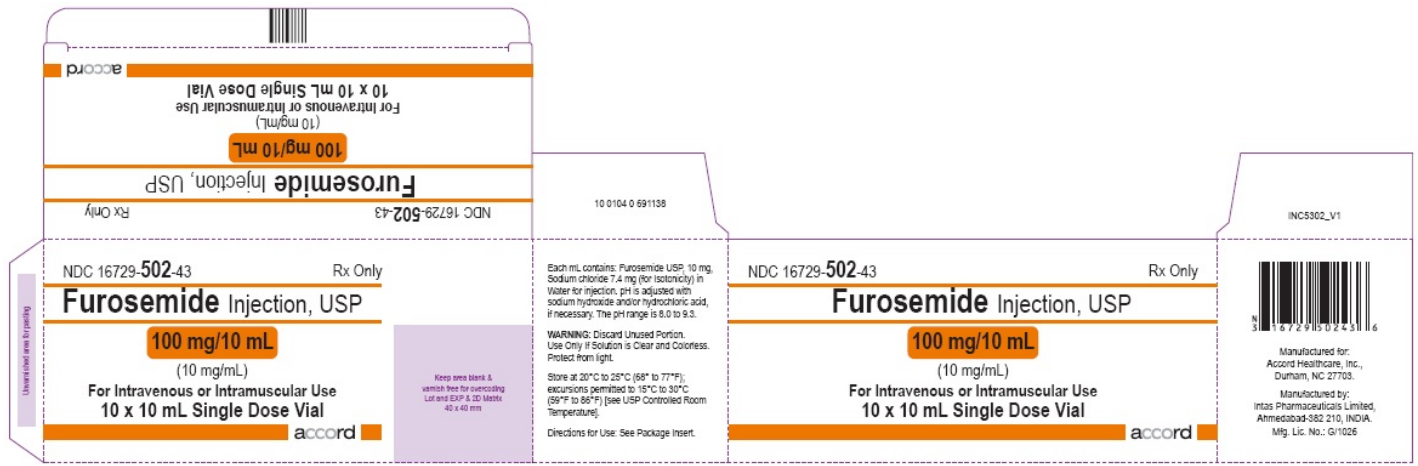 accord
10 x 10 mL Single Dose Vial
For Intravenous or Intramuscular Use
(10 mg/mL)
100 mg/10 mL
Furosemide Injection, USP
NDC 16729-502-43
Rx Only
Unvarnished area for pasting
NDC 16729-502-43
Rx Only
Furosemide Injection, USP
100 mg/10 mL
(10 mg/mL)
For Intravenous or Intramuscular Use
10 x 10 mL Single Dose Vial
accord
Keep area blank &
varnish free for overcoding
Lot and EXP & 2D Matrix
40 x 40 mm
10 0104 0 691138
Each mL contains: Furosemide USP, 10 mg,
Sodium chloride 7.4 mg (for Isotonicity) in
Water for injection. pH is adjusted with
sodium hydroxide and/or hydrochloric acid,
if necessary. The pH range is 8.0 to 9.3.
WARNING: Discard Unused Portion.
Use Only if Solution is Clear and Colorless.
Protect from light.
Store at 20°C to 25°C (68° to 77°F);
excursions permitted to 15°C to 30°C
(59°F to 86°F) [see USP Controlled Room
Temperature].
Directions for Use: See Package Insert.
NDC 16729-502-43
Rx Only
Furosemide Injection, USP
100 mg/10 mL
(10 mg/mL)
For Intravenous or Intramuscular Use
10 x 10 mL Single Dose Vial
accord
INC5302_V1
N
3 16729 50243 6
Manufactured for:
Accord Healthcare, Inc.,
Durham, NC 27703.
Manufactured by:
Intas Pharmaceuticals Limited,
Ahmedabad-382 210, INDIA.
Mfg. Lic. No.: G/1026